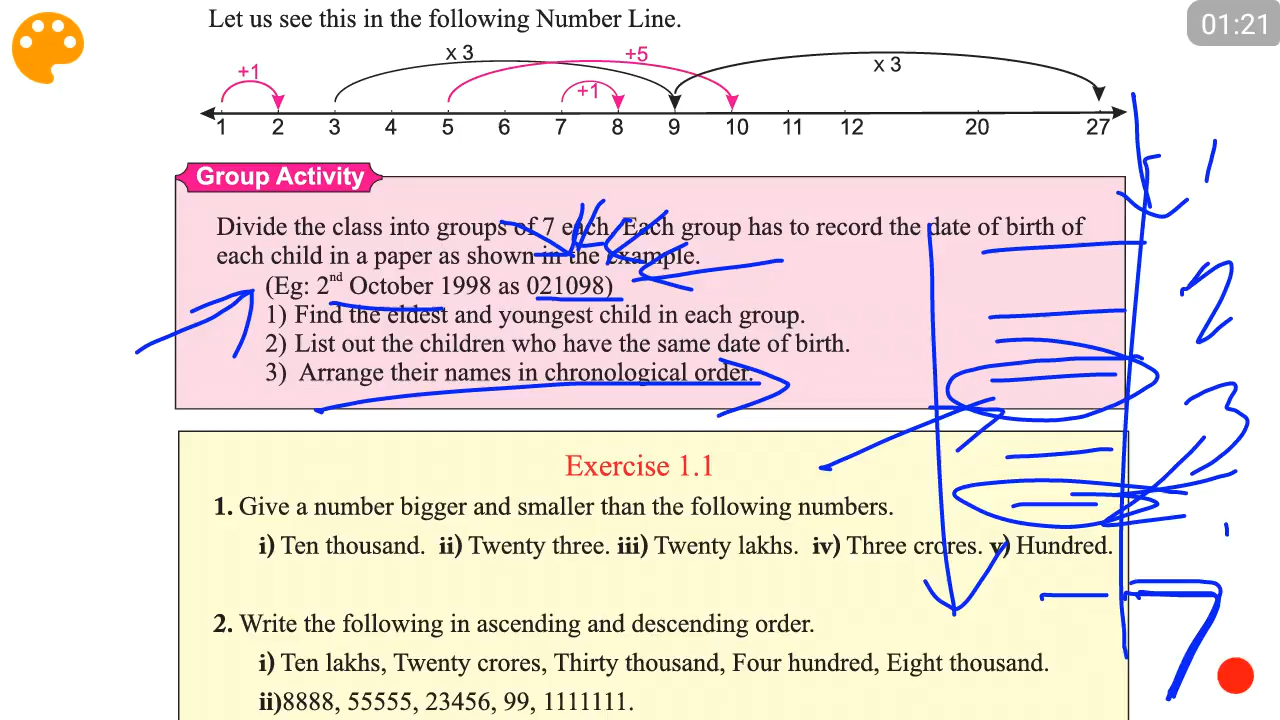 01:21
Let us see this in the following Number Line.
+1 x 3 +5 +1 x 3
1 2 3 4 5 6 7 8 9 10 11 12 20 27
Group Activity
Divide the class into groups of 7 each. Each group has to record the date of birth of
each child in a paper as shown in the example.
(Eg: 2nd October 1998 as 021098)
1) Find the eldest and youngest child in each group.
2) List out the children who have the same date of birth.
3) Arrange their names in chronological order.
1
2
3
7
Exercise 1.1
1. Give a number bigger and smaller than the following numbers.
i) Ten thousand. ii) Twenty three. iii) Twenty lakhs. iv) Three crores. v) Hundred.
2. Write the following in ascending and descending order.
i) Ten lakhs, Twenty crores, Thirty thousand, Four hundred, Eight thousand.
ii)8888, 55555, 23456, 99, 1111111.